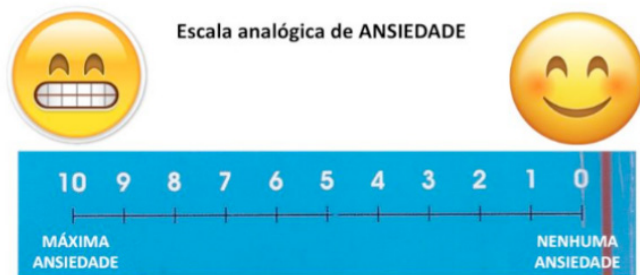 Escala analógica de ANSIEDADE
10 9 8 7 6 5 4 3 2 1 0
MÁXIMA NENHUMA
ANSIEDADE ANSIEDADE